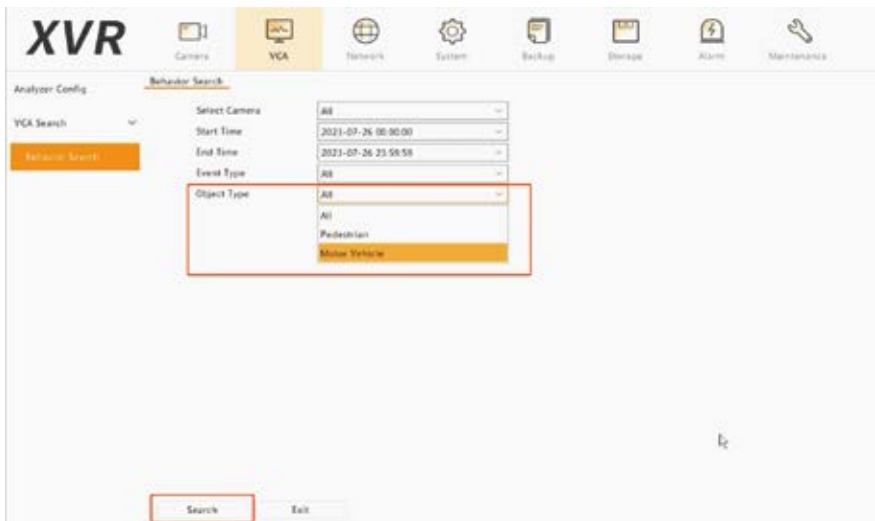 XVR
Camera
VCA
Network
System
Backup
Storage
Alarm
Maintenance
Analyzer Config
VCA Search
Behavior Search
Behavior Search
Select Camera All
Start Time 2023-07-26 00:00:00
End Time 2023-07-26 23:59:59
Event Type All
Object Type All
All
Pedestrian
Motor Vehicle
Search Exit